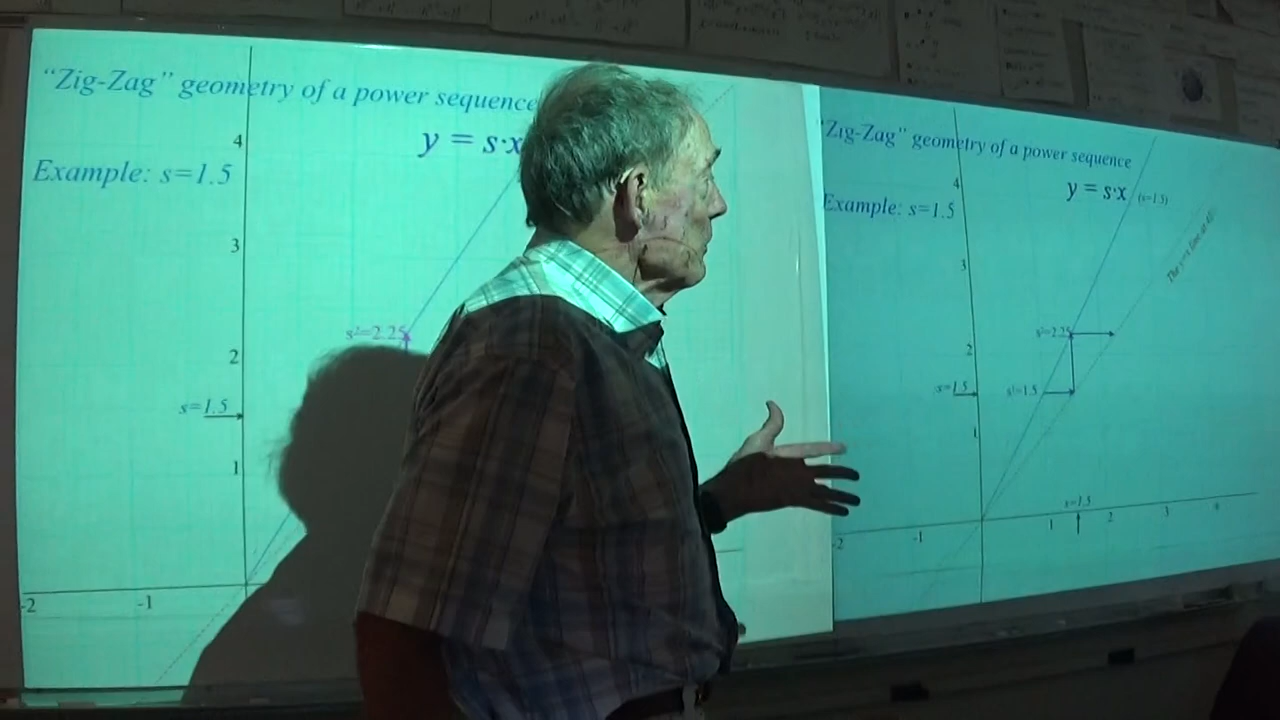 “Zig-Zag” geometry of a power sequence
y = s·x
Example: s=1.5
4
3
s²=2.25
2
s=1.5
1
-2
-1
“Zig-Zag” geometry of a power sequence
y = s·x (s=1.5)
Example: s=1.5
4
3
s²=2.25
2
s=1.5
s¹=1.5
1
s=1.5
-2
-1
1
2
3
4